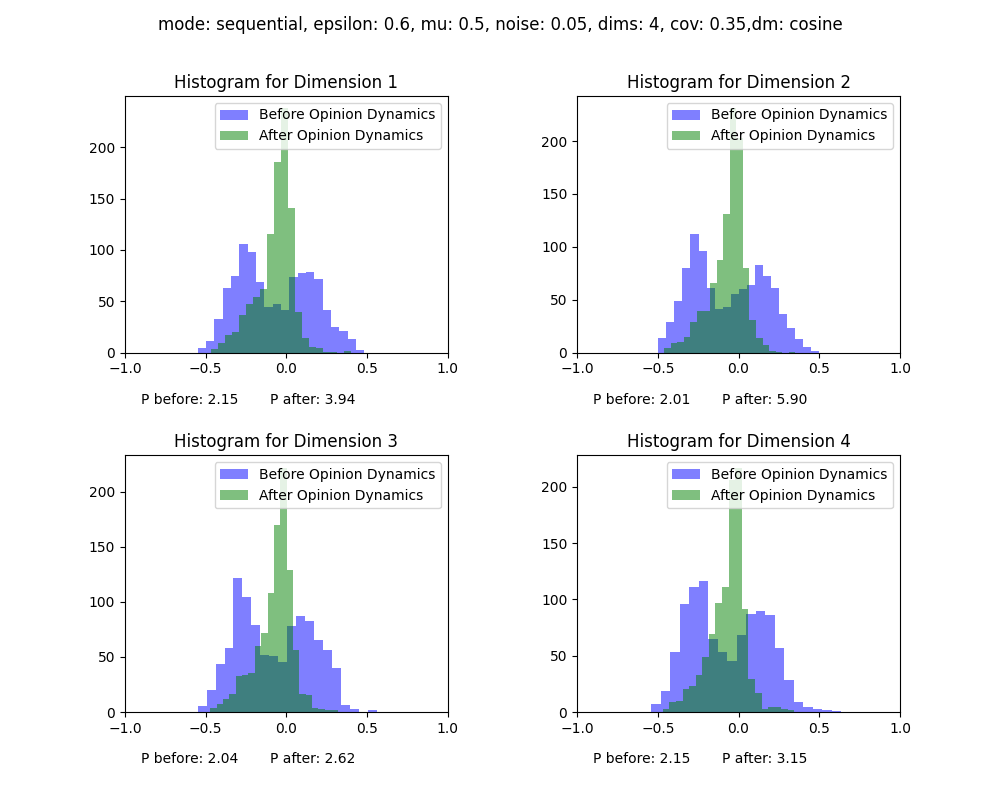 mode: sequential, epsilon: 0.6, mu: 0.5, noise: 0.05, dims: 4, cov: 0.35,dm: cosine
Histogram for Dimension 1
Before Opinion Dynamics
After Opinion Dynamics
200
150
100
50
0
−1.0 −0.5 0.0 0.5 1.0
P before: 2.15 P after: 3.94
Histogram for Dimension 2
Before Opinion Dynamics
After Opinion Dynamics
200
150
100
50
0
−1.0 −0.5 0.0 0.5 1.0
P before: 2.01 P after: 5.90
Histogram for Dimension 3
Before Opinion Dynamics
After Opinion Dynamics
200
150
100
50
0
−1.0 −0.5 0.0 0.5 1.0
P before: 2.04 P after: 2.62
Histogram for Dimension 4
Before Opinion Dynamics
After Opinion Dynamics
200
150
100
50
0
−1.0 −0.5 0.0 0.5 1.0
P before: 2.15 P after: 3.15